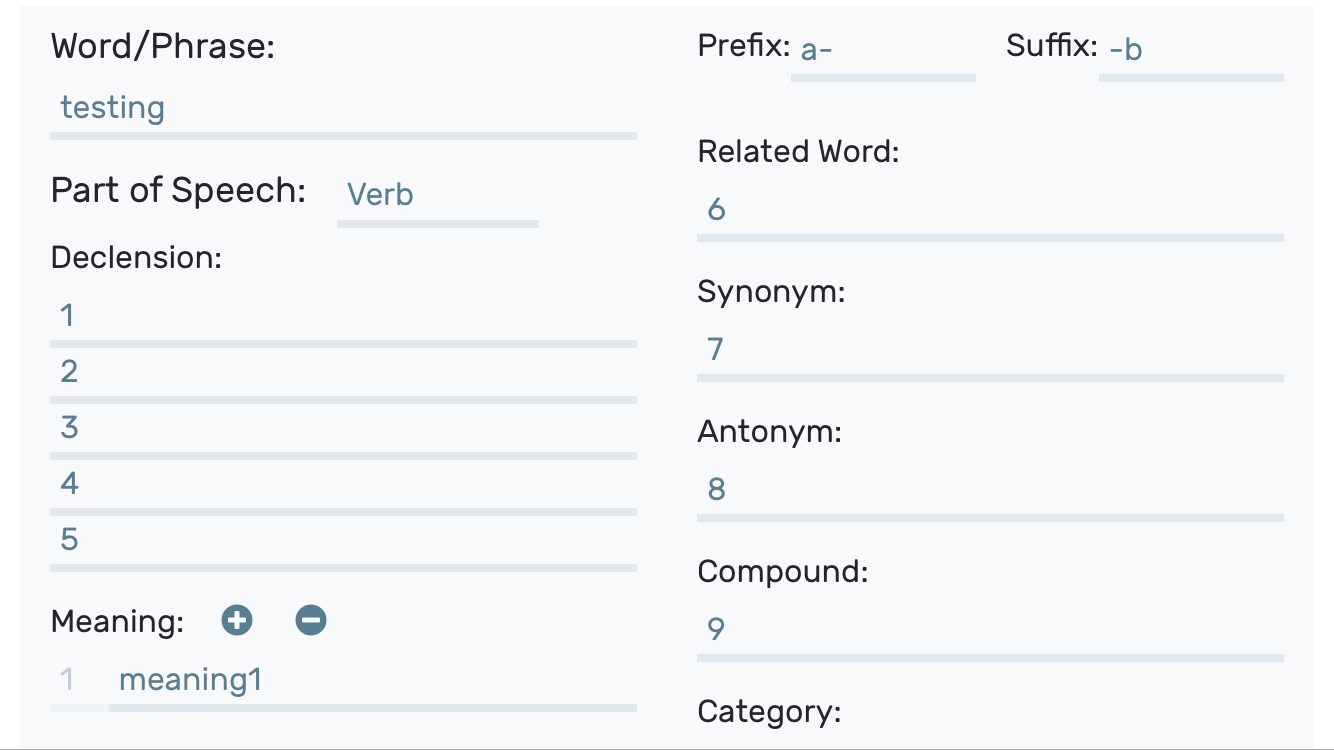 Word/Phrase:
testing
Part of Speech: Verb
Declension:
1
2
3
4
5
Meaning:
1 meaning1
Prefix: a- Suffix: -b
Related Word:
6
Synonym:
7
Antonym:
8
Compound:
9
Category: